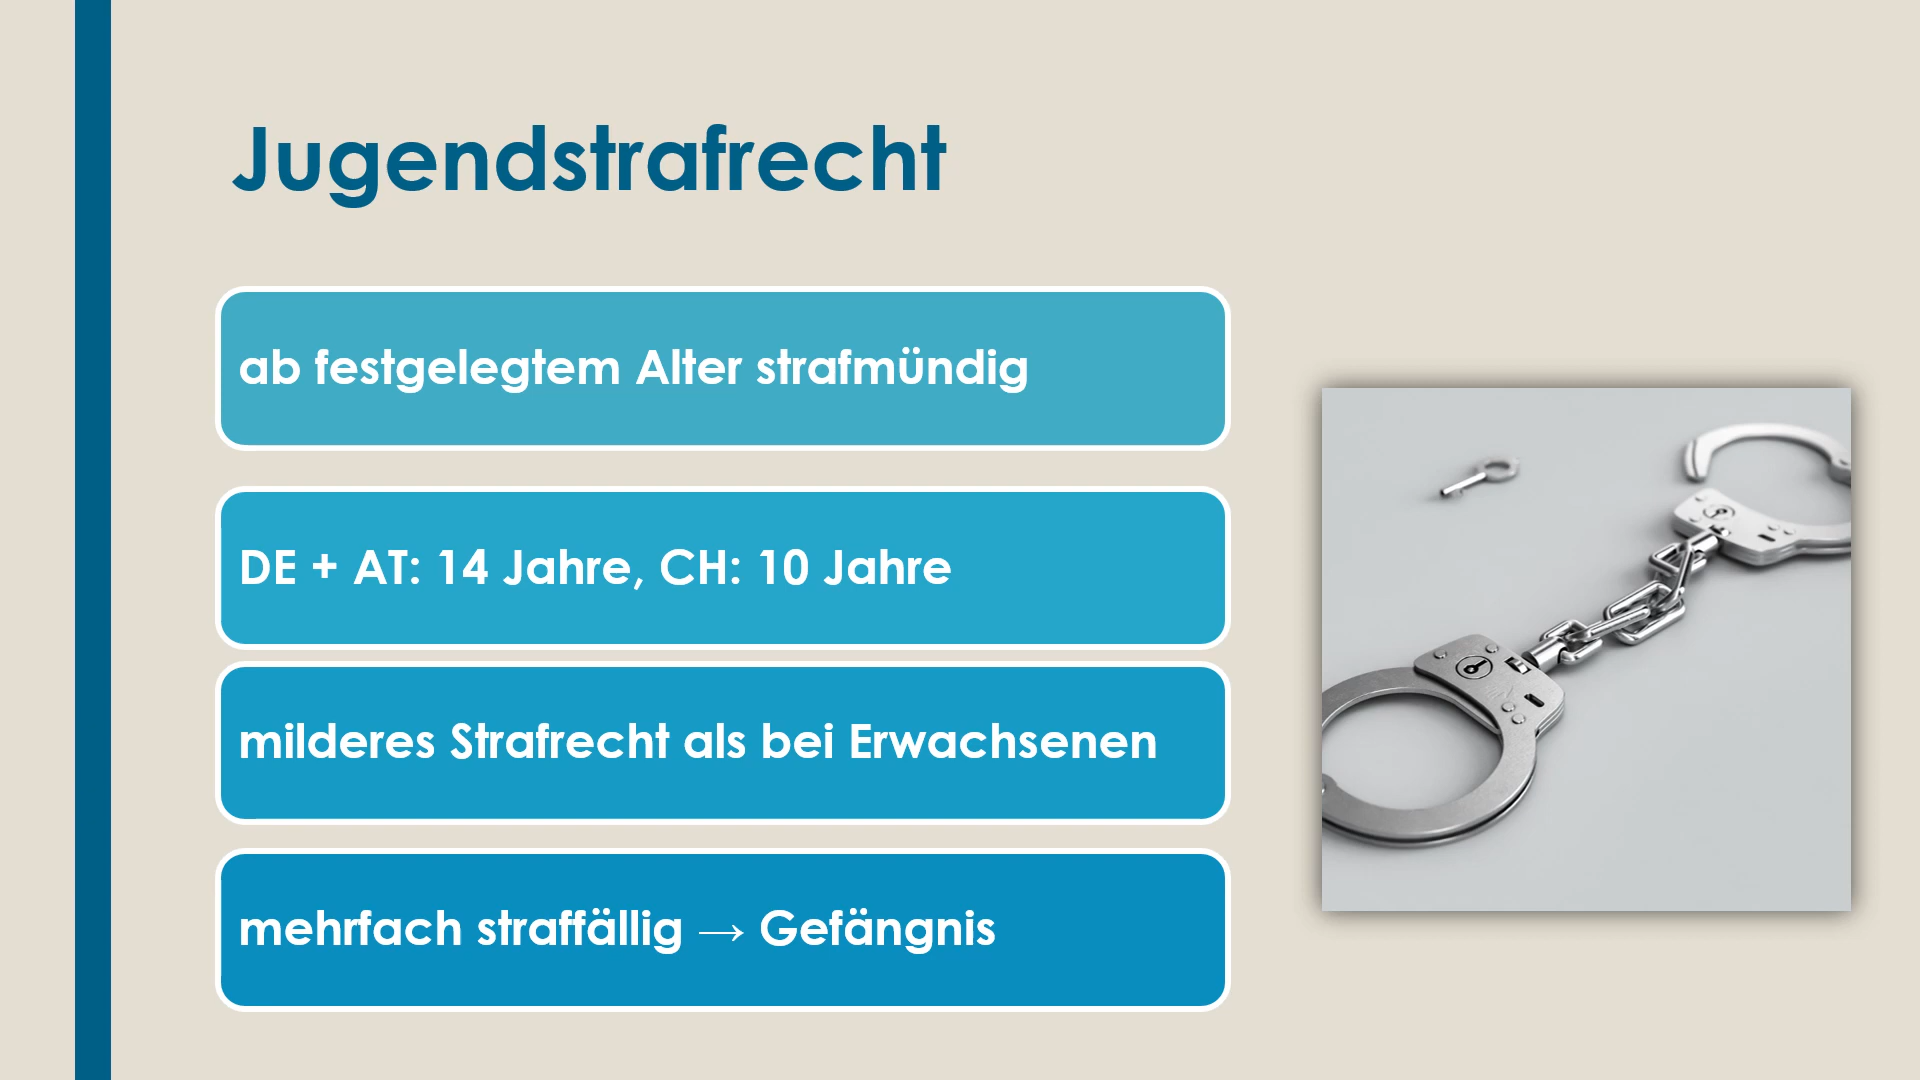 Jugendstrafrecht
ab festgelegtem Alter strafmündig
DE + AT: 14 Jahre, CH: 10 Jahre
milderes Strafrecht als bei Erwachsenen
mehrfach straffällig → Gefängnis